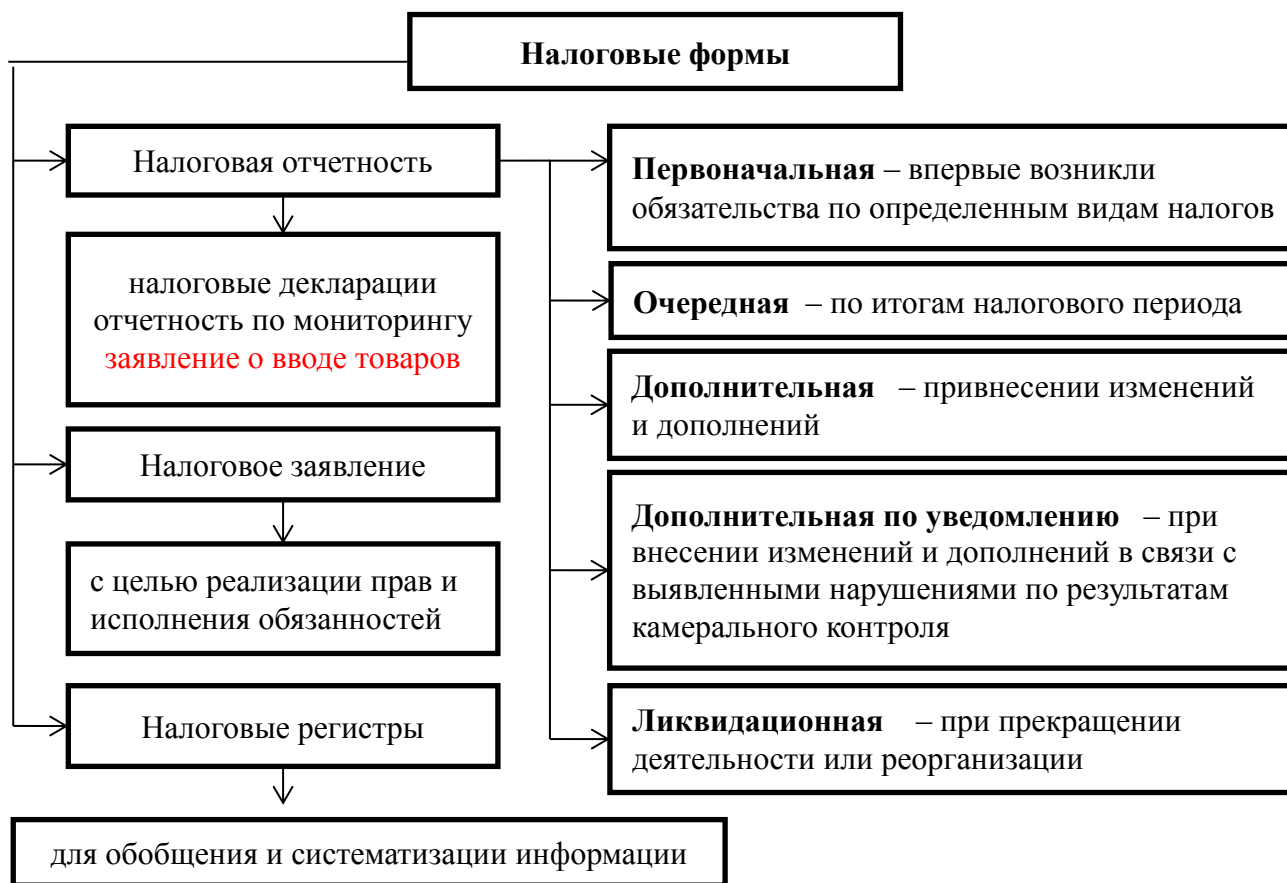 Налоговые формы
Налоговая отчетность
налоговые декларации
отчетность по мониторингу
заявление о вводе товаров
Налоговое заявление
с целью реализации прав и
исполнения обязанностей
Налоговые регистры
для обобщения и систематизации информации
Первоначальная – впервые возникли
обязательства по определенным видам налогов
Очередная – по итогам налогового периода
Дополнительная – привнесении изменений
и дополнений
Дополнительная по уведомлению – при
внесении изменений и дополнений в связи с
выявленными нарушениями по результатам
камерального контроля
Ликвидационная – при прекращении
деятельности или реорганизации